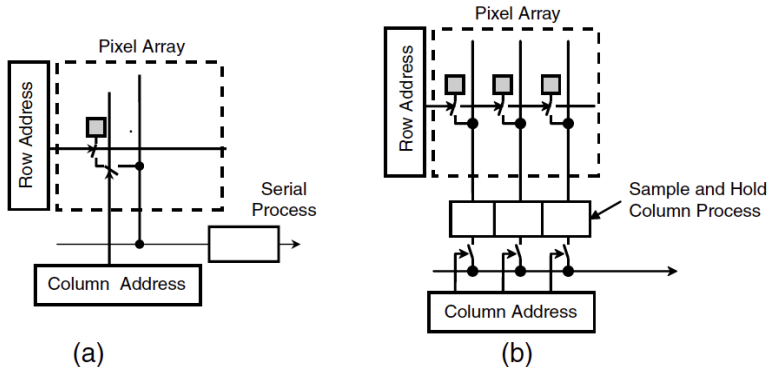 Pixel Array
Row Address
Serial
Process
Column Address
(a)
Pixel Array
Row Address
Sample and Hold
Column Process
Column Address
(b)